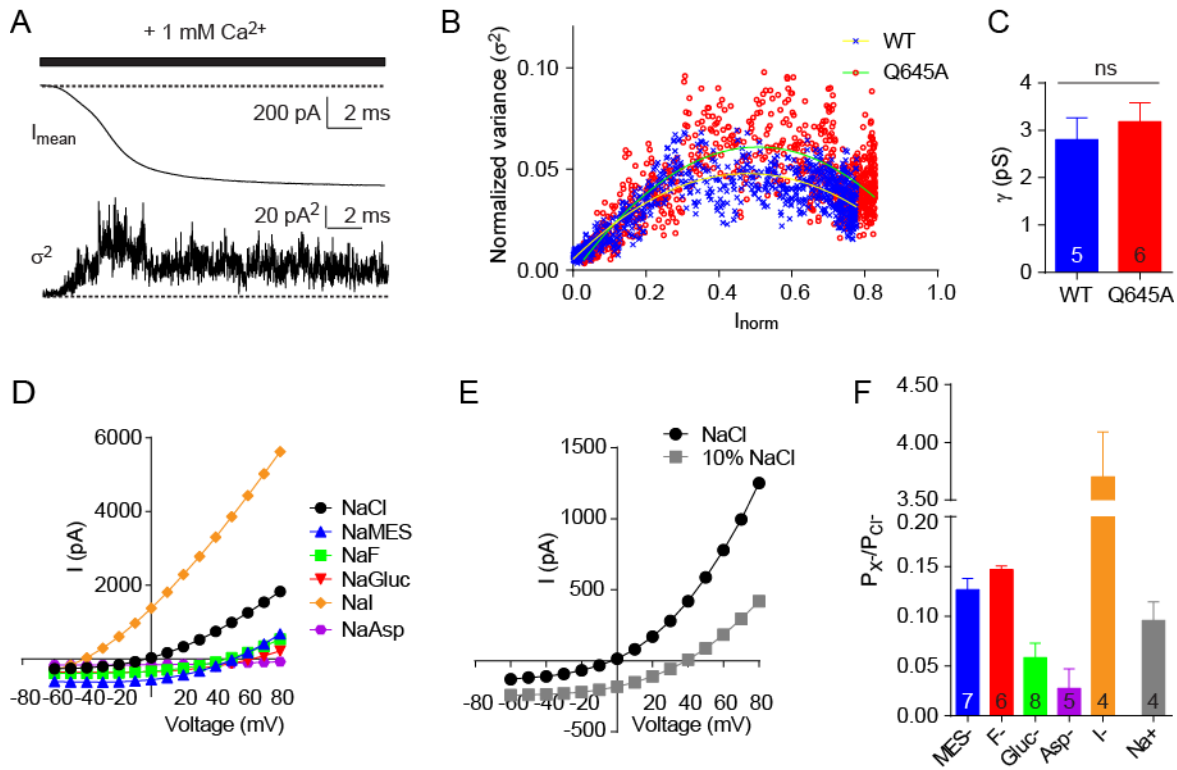 A
+ 1 mM Ca²⁺
200 pA
2 ms
Imean
20 pA²
2 ms
σ²
B
WT
Q645A
Normalized variance (σ²)
0.10
0.05
0.00
0.0 0.2 0.4 0.6 0.8 1.0
Inorm
C
ns
γ (pS)
4
3
2
1
0
5 6
WT Q645A
D
6000
4000
2000
I (pA)
-80 -60 -40 -20 20 40 60 80
Voltage (mV)
NaCl
NaMES
NaF
NaGluc
NaI
NaAsp
E
NaCl
10% NaCl
1500
1000
500
-500
I (pA)
-80 -60 -40 -20 20 40 60 80
Voltage (mV)
F
4.50
4.00
3.50
0.20
0.15
0.10
0.05
0.00
PX-/PCl-
7 6 8 5 4 4
MES- F- Gluc- Asp- I- Na+